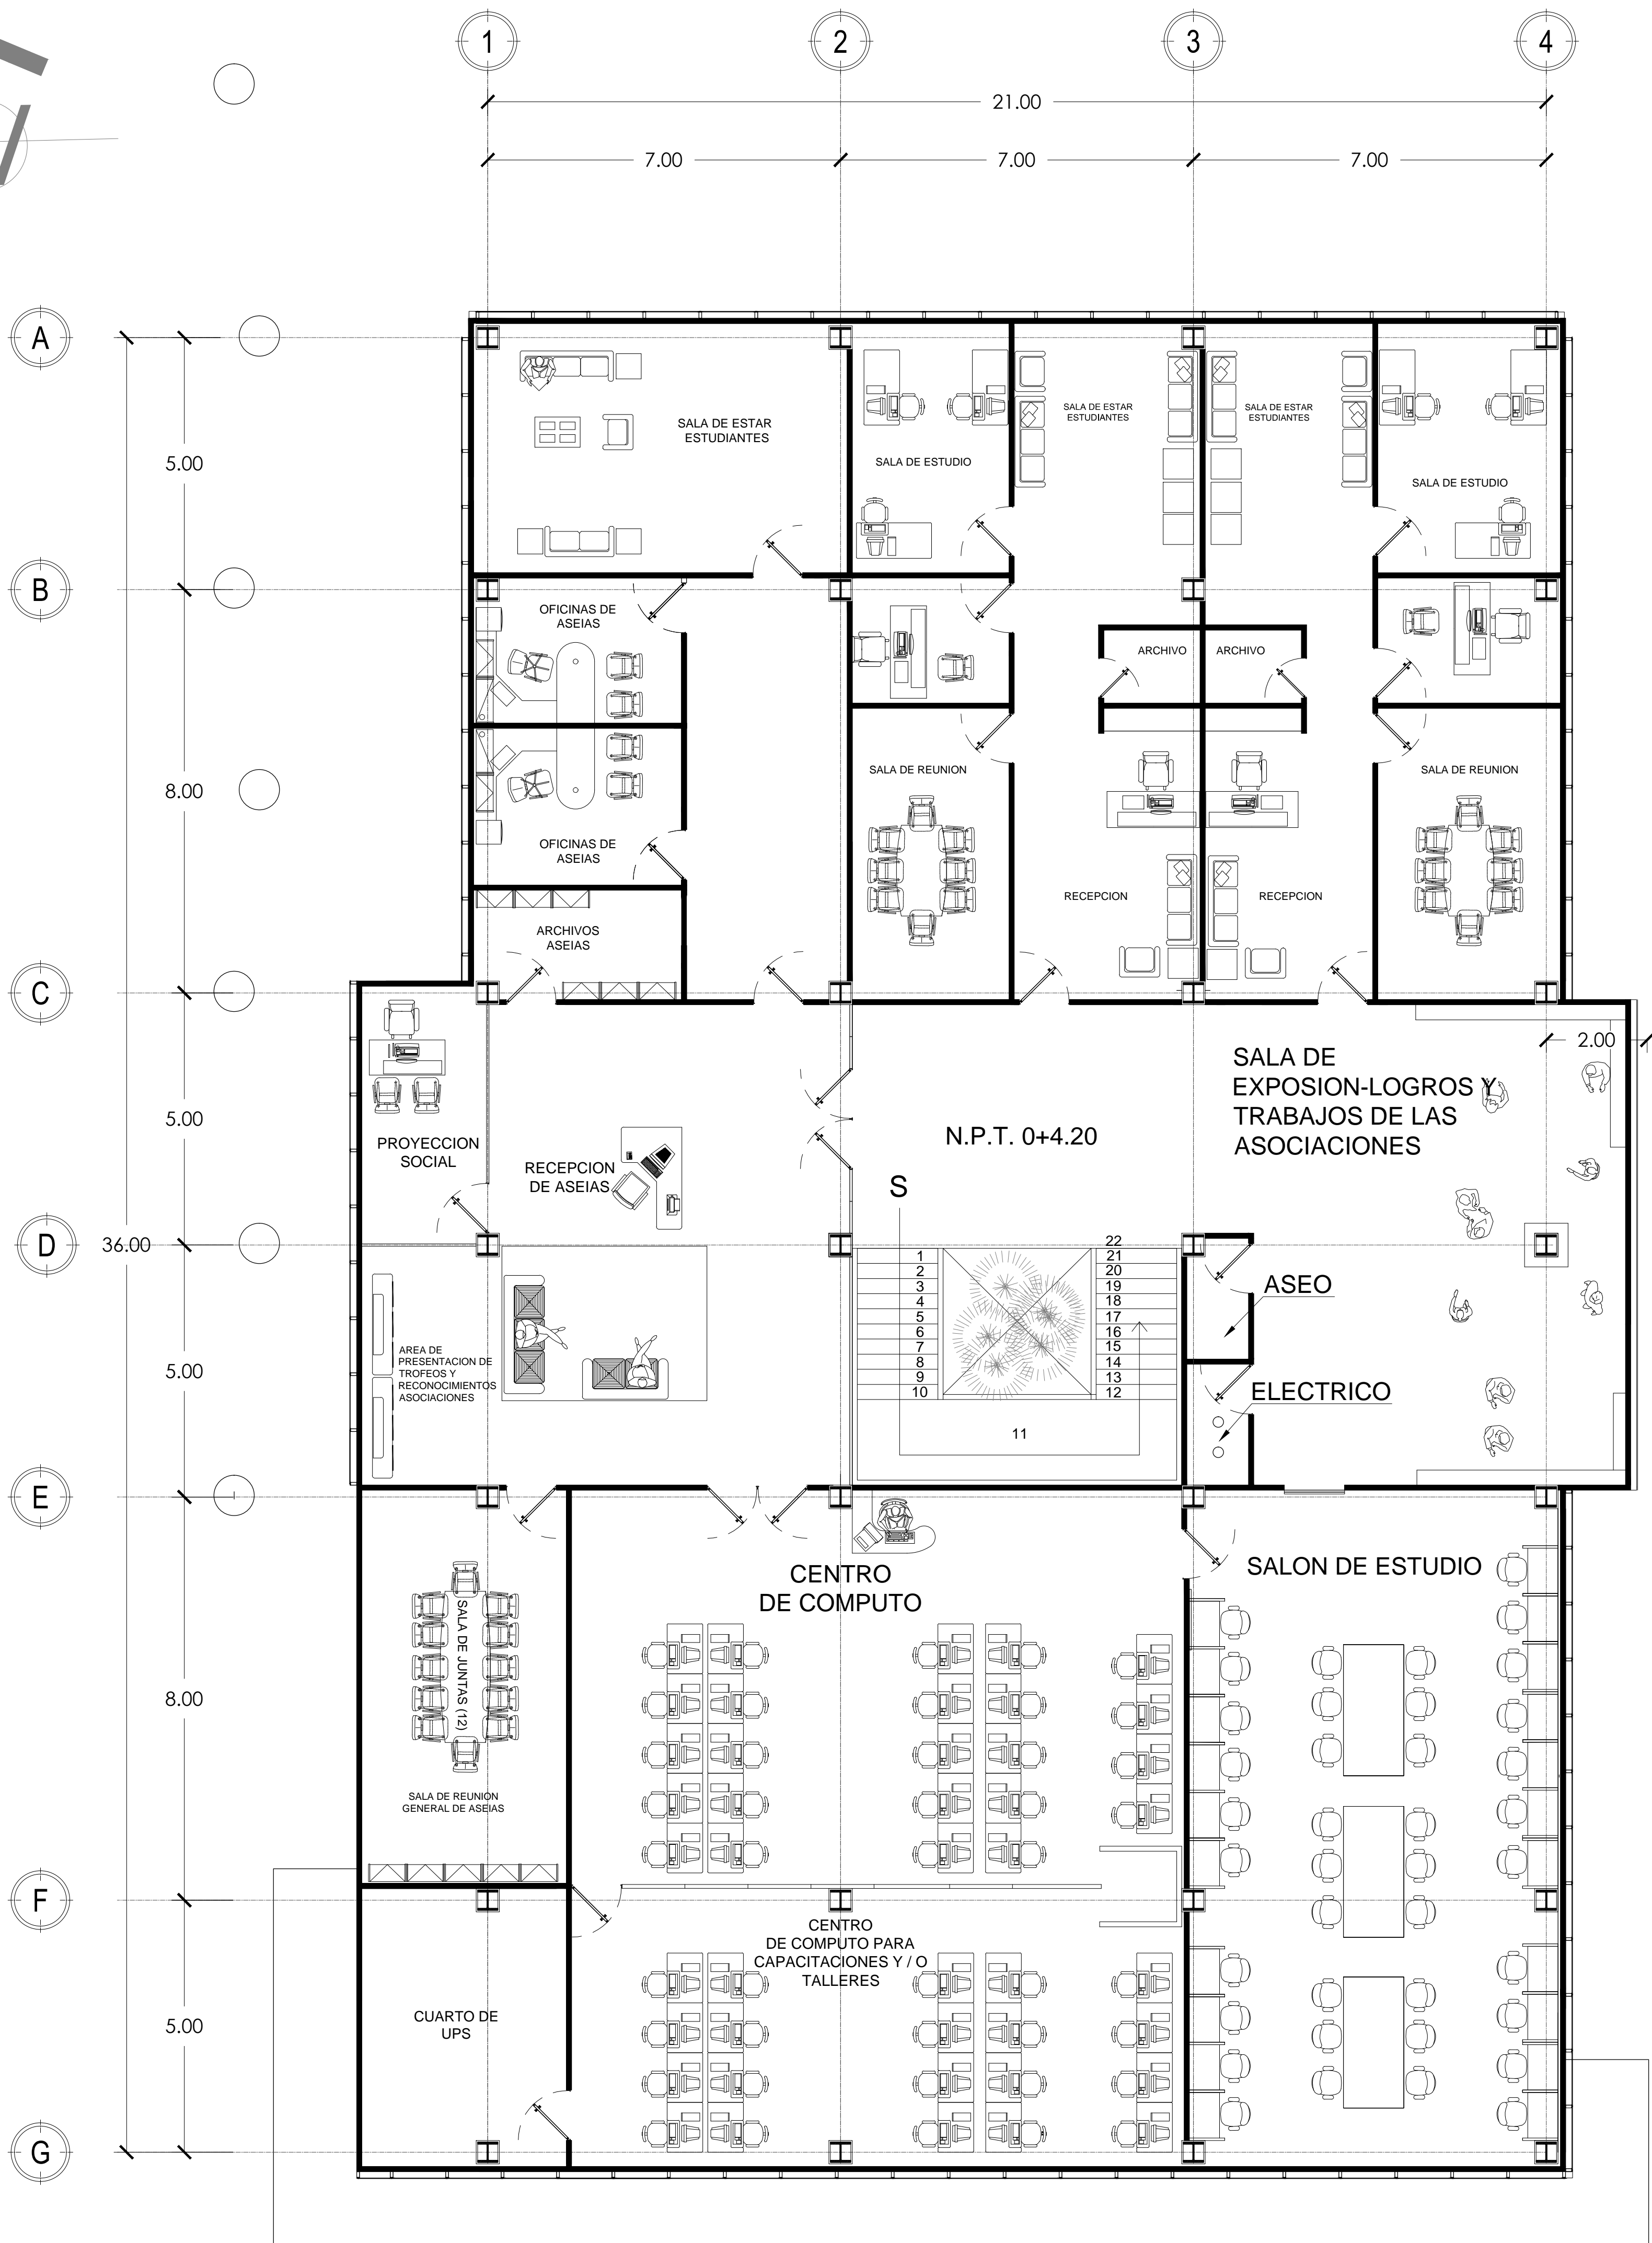 1
2
3
4
21.00
7.00
7.00
7.00
A
5.00
SALA DE ESTAR
ESTUDIANTES
SALA DE ESTUDIO
SALA DE ESTAR
ESTUDIANTES
SALA DE ESTAR
ESTUDIANTES
SALA DE ESTUDIO
B
OFICINAS DE
ASEIAS
ARCHIVO
ARCHIVO
8.00
SALA DE REUNION
SALA DE REUNION
OFICINAS DE
ASEIAS
RECEPCION
RECEPCION
ARCHIVOS
ASEIAS
C
2.00
SALA DE
EXPOSION-LOGROS Y
TRABAJOS DE LAS
ASOCIACIONES
5.00
PROYECCION
SOCIAL
RECEPCION
DE ASEIAS
N.P.T. 0+4.20
S
D
36.00
22
1
2
3
4
5
6
7
8
9
10
21
20
19
18
17
16
15
14
13
12
11
ASEO
ELECTRICO
5.00
AREA DE
PRESENTACION DE
TROFEOS Y
RECONOCIMIENTOS
ASOCIACIONES
E
CENTRO
DE COMPUTO
SALON DE ESTUDIO
8.00
SALA DE JUNTAS (12)
SALA DE REUNION
GENERAL DE ASEIAS
F
CENTRO
DE COMPUTO PARA
CAPACITACIONES Y / O
TALLERES
5.00
CUARTO DE
UPS
G